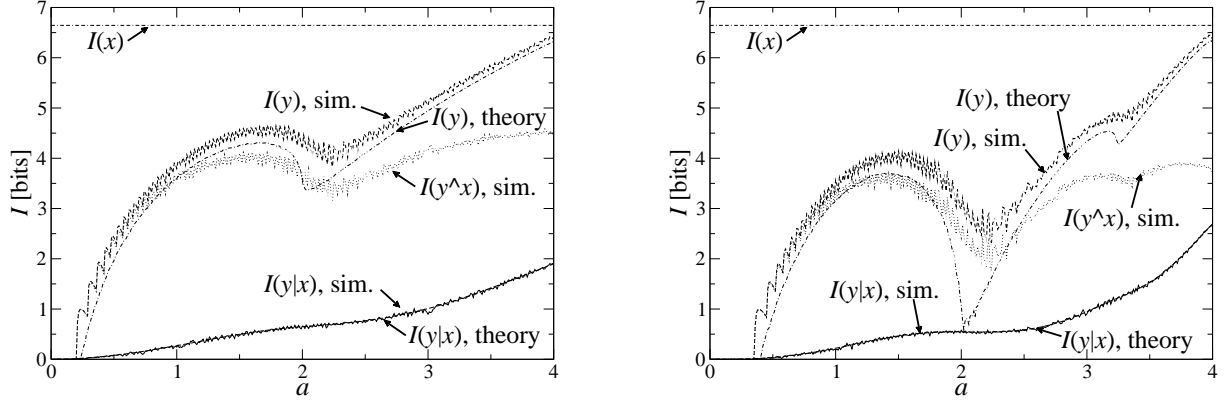 7
6
5
4
3
2
1
0
I [bits]
I(x)
I(y), sim.
I(y), theory
I(y^x), sim.
I(y|x), sim.
I(y|x), theory
0
1
2
3
4
a
7
6
5
4
3
2
1
0
I [bits]
I(x)
I(y), theory
I(y), sim.
I(y^x), sim.
I(y|x), sim.
I(y|x), theory
0
1
2
3
4
a